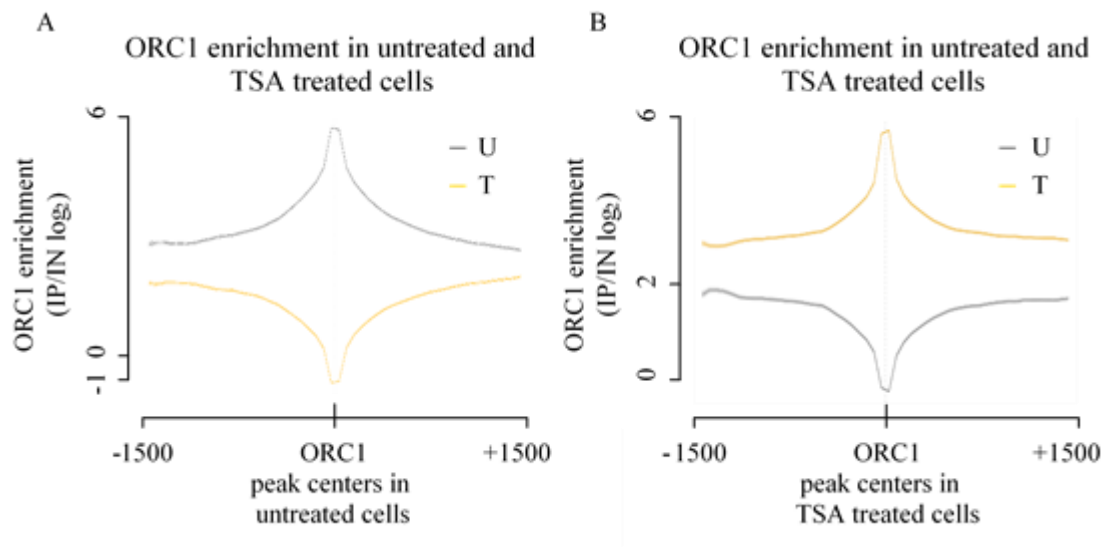 A
ORC1 enrichment in untreated and
TSA treated cells
ORC1 enrichment
(IP/IN log₂)
6
0
-1
U
T
-1500
ORC1
+1500
peak centers in
untreated cells
B
ORC1 enrichment in untreated and
TSA treated cells
ORC1 enrichment
(IP/IN log₂)
6
2
0
U
T
-1500
ORC1
+1500
peak centers in
TSA treated cells